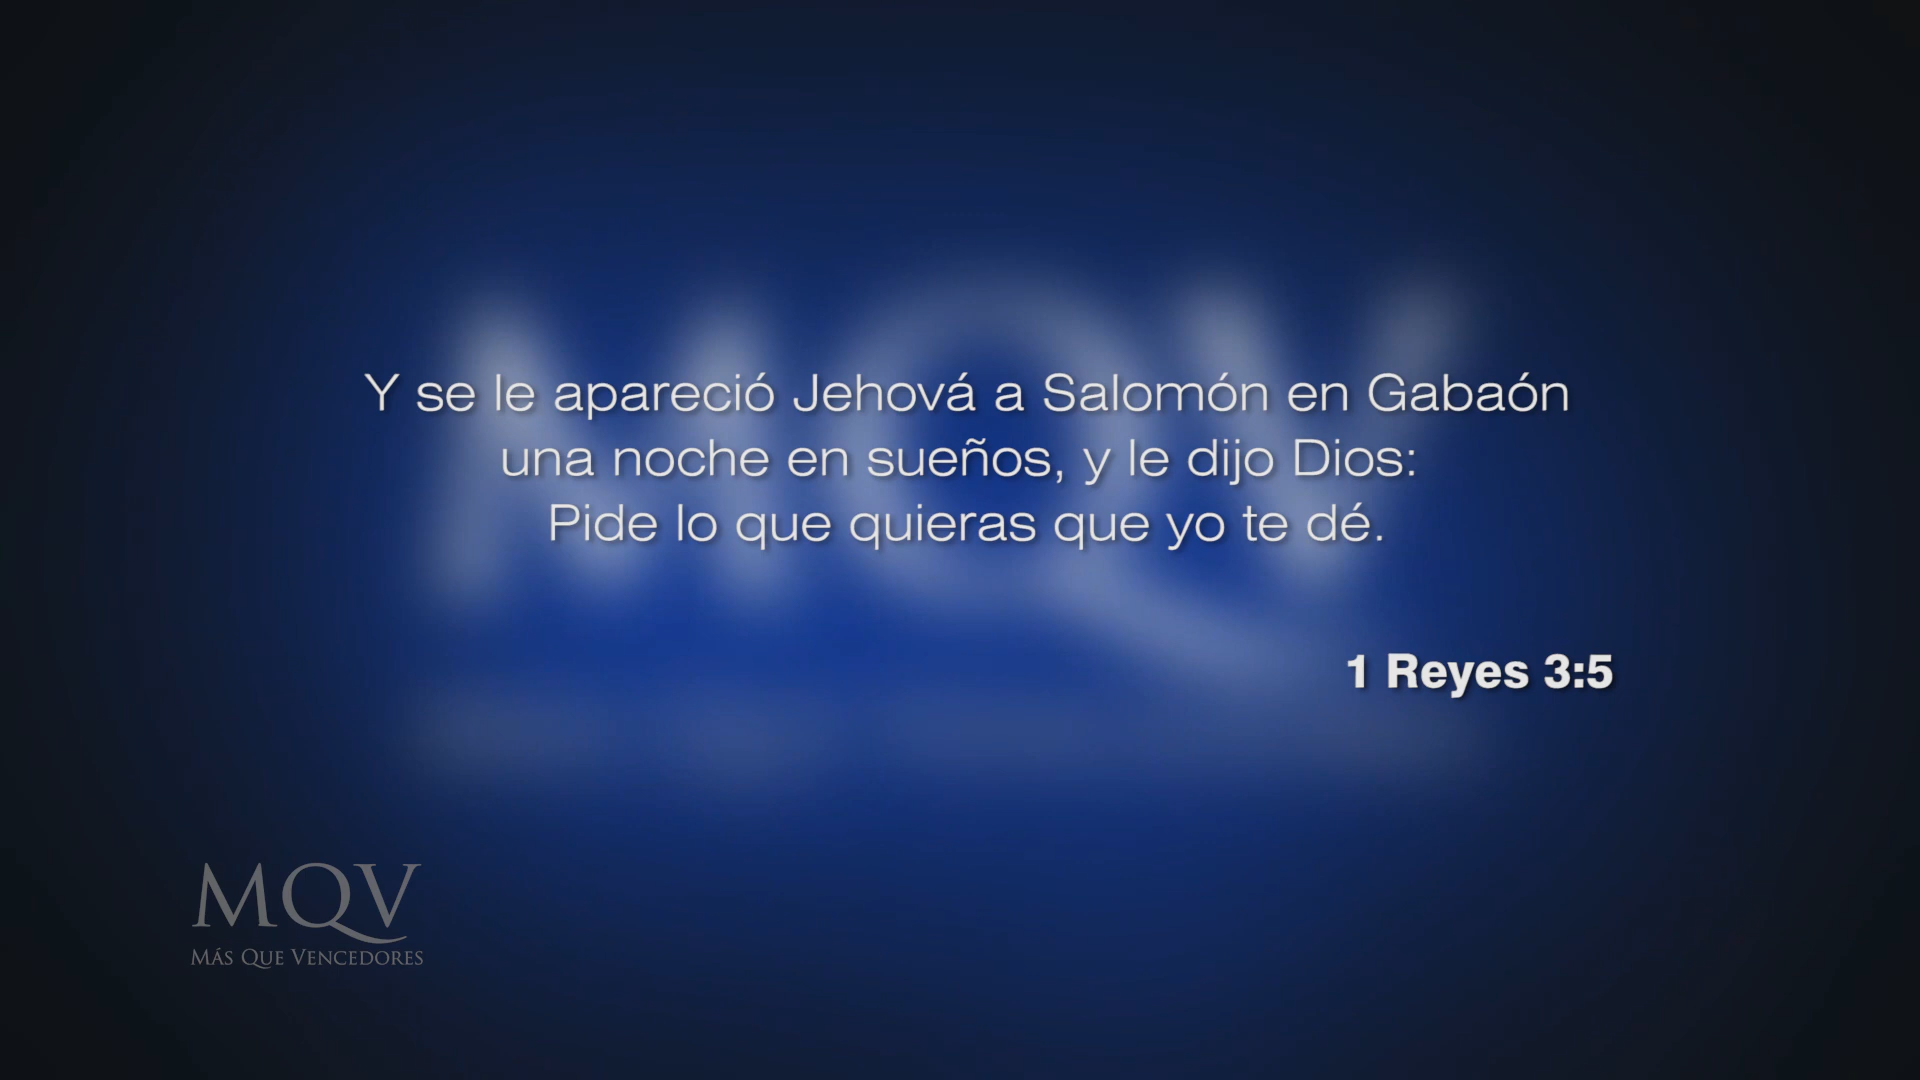 Y se le apareció Jehová a Salomón en Gabaón
una noche en sueños, y le dijo Dios:
Pide lo que quieras que yo te dé.
1 Reyes 3:5
MQV
Más Que Vencedores